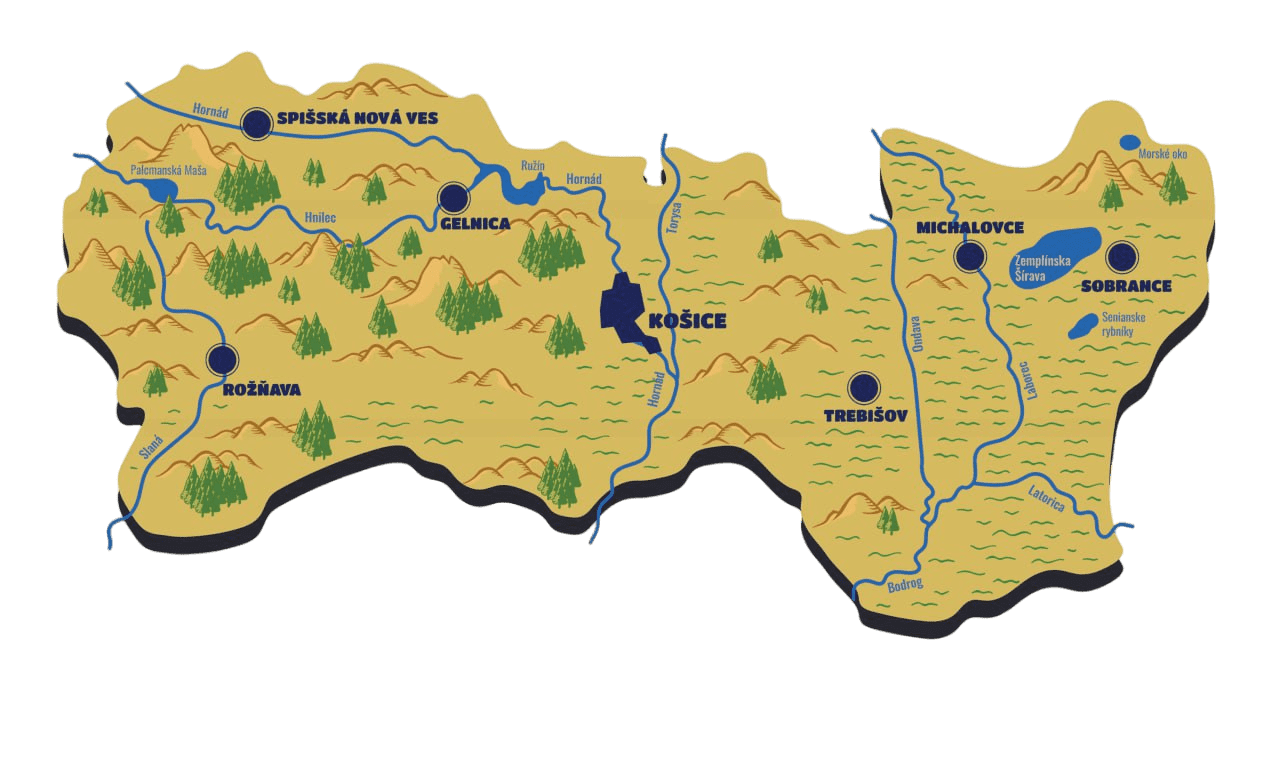 Hornád
SPIŠSKÁ NOVÁ VES
Morské oko
Palcmanská Maša
Ružín
Hornád
Hnilec
GELNICA
Torysa
MICHALOVCE
Zemplínska
Šírava
SOBRANCE
KOŠICE
Senianske
rybníky
Ondava
ROŽŇAVA
Hornád
Laborec
TREBIŠOV
Slaná
Latorica
Bodrog